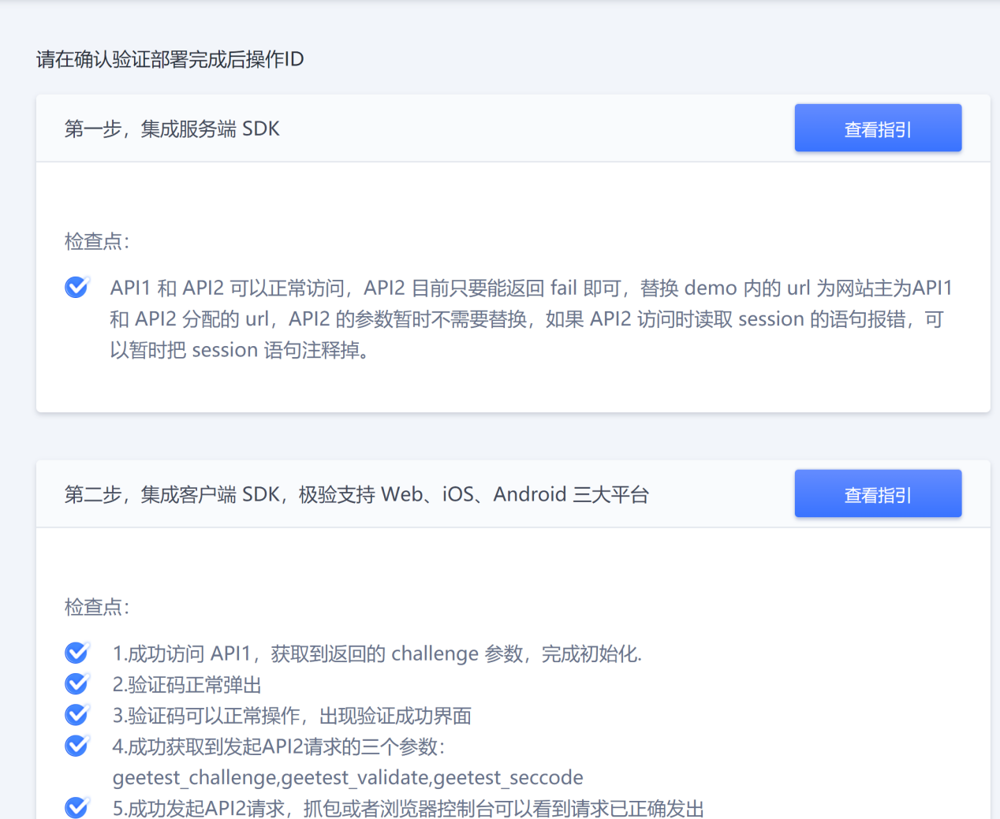 请在确认验证部署完成后操作ID
第一步，集成服务端 SDK
查看指引
检查点：
API1 和 API2 可以正常访问，API2 目前只要能返回 fail 即可，替换 demo 内的 url 为网站主为API1
和 API2 分配的 url，API2 的参数暂时不需要替换，如果 API2 访问时读取 session 的语句报错，可
以暂时把 session 语句注释掉。
第二步，集成客户端 SDK，极验支持 Web、iOS、Android 三大平台
查看指引
检查点：
1.成功访问 API1，获取到返回的 challenge 参数，完成初始化.
2.验证码正常弹出
3.验证码可以正常操作，出现验证成功界面
4.成功获取到发起API2请求的三个参数：
geetest_challenge,geetest_validate,geetest_seccode
5.成功发起API2请求，抓包或者浏览器控制台可以看到请求已正确发出